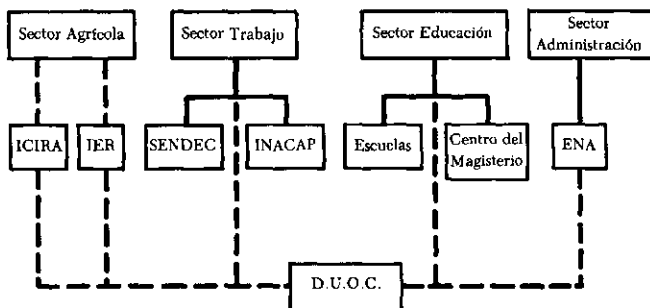 Sector Agrícola
Sector Trabajo
Sector Educación
Sector
Administración
ICIRA
IER
SENDEC
INACAP
Escuelas
Centro del
Magisterio
ENA
D.U.O.C.